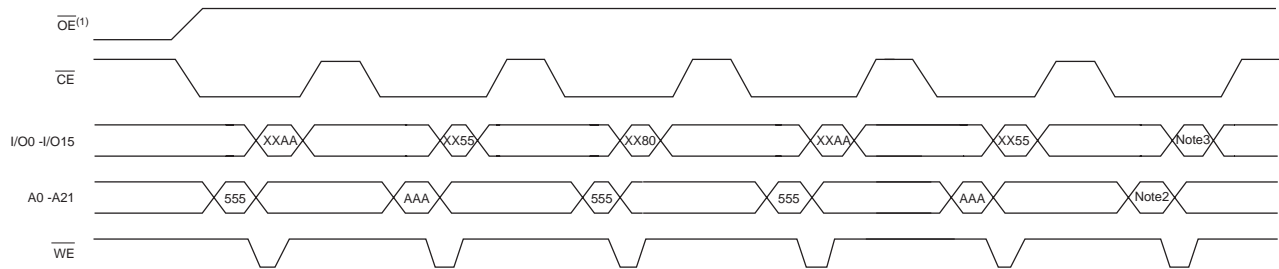 OE(1)
CE
I/O0 -I/O15 XXAA XX55 XX80 XXAA XX55 Note3
A0 -A21 555 AAA 555 555 AAA Note2
WE